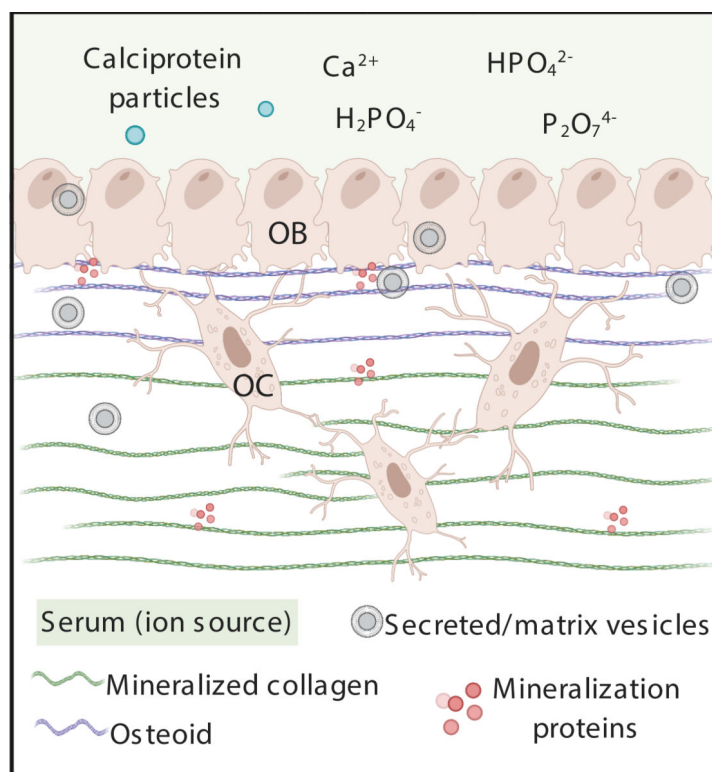 Calciprotein
particles
Ca²⁺
HPO₄²⁻
H₂PO₄⁻
P₂O₇⁴⁻
OB
OC
Serum (ion source)
Secreted/matrix vesicles
Mineralized collagen
Mineralization
proteins
Osteoid